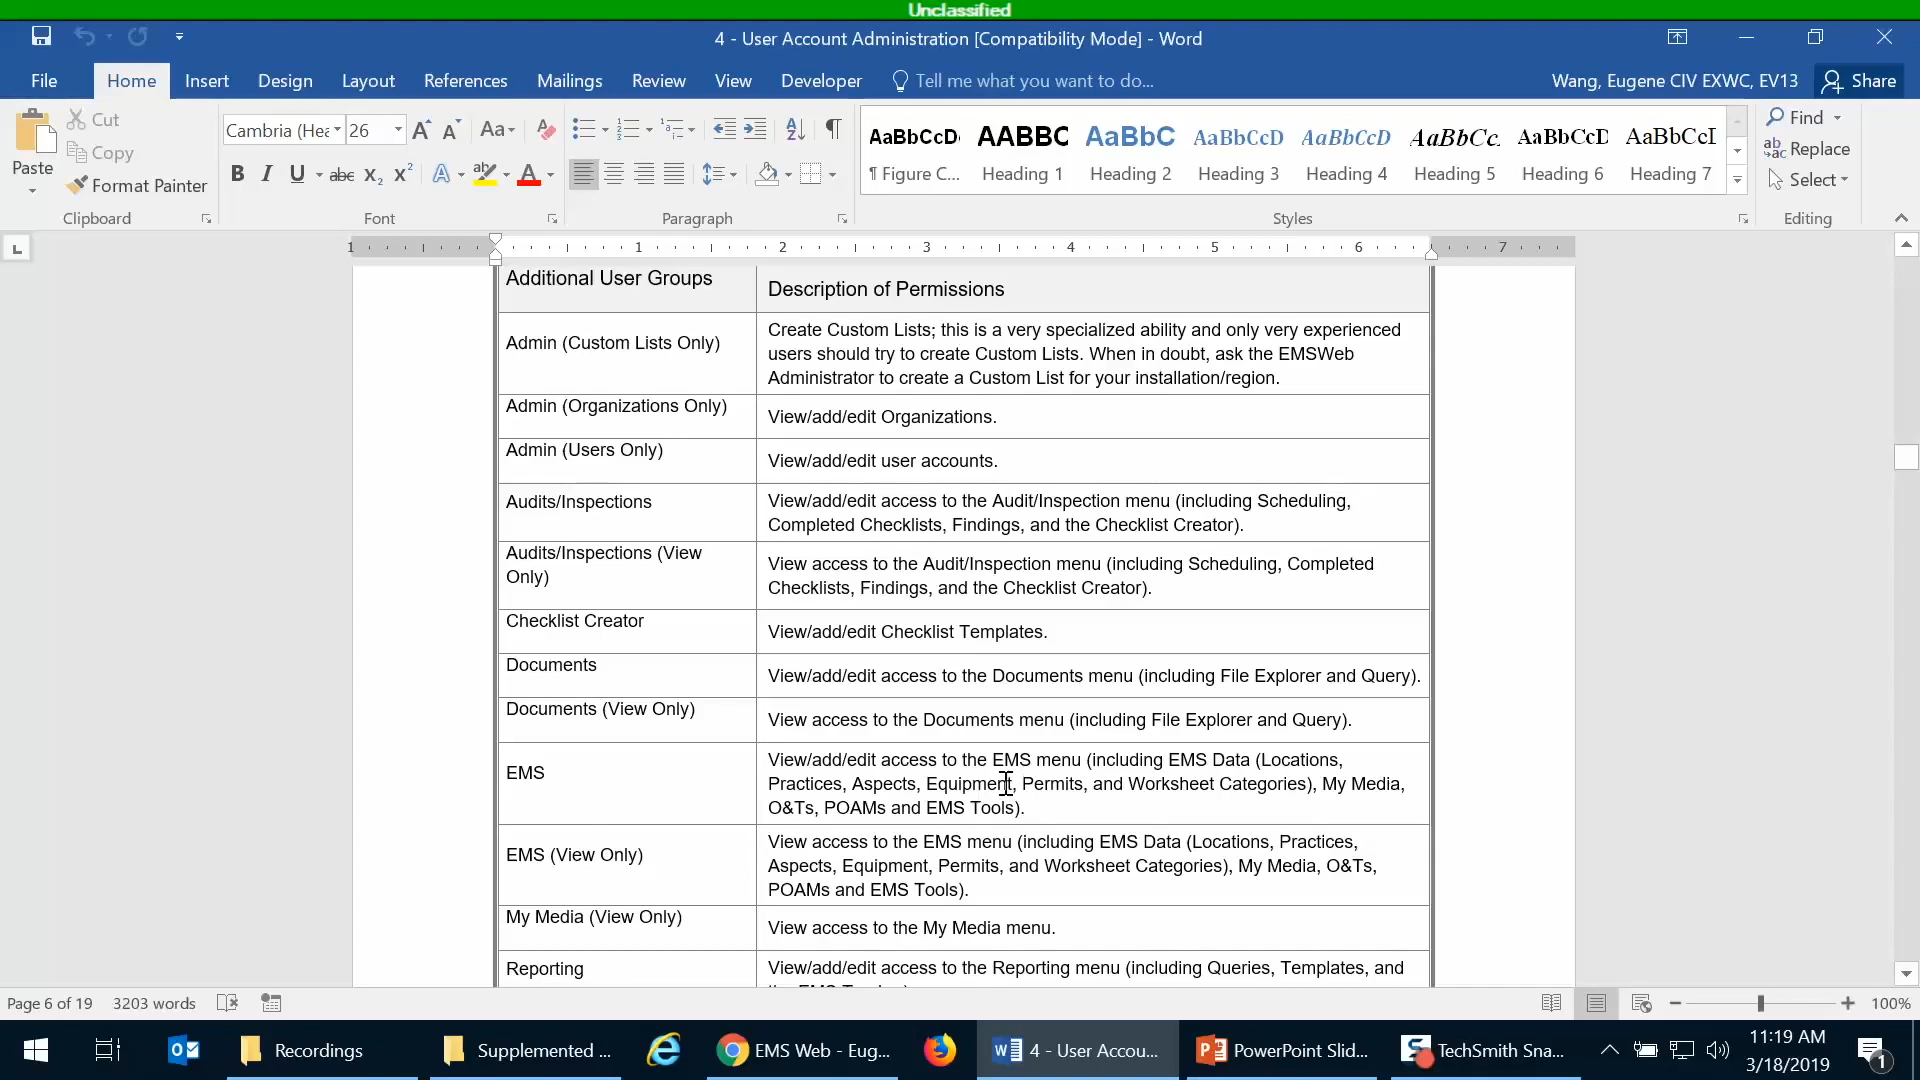 Unclassified
4 - User Account Administration [Compatibility Mode] - Word
File Home Insert Design Layout References Mailings Review View Developer Tell me what you want to do... Wang, Eugene CIV EXWC, EV13 Share
Paste
Cut
Copy
Format Painter
Clipboard
Cambria (Hea 26
Aa
B I U abc X₂ X² A ab A
Font
Paragraph
AaBbCcD AABBC AaBbC AaBbCcD AaBbCcD AaBbCc. AaBbCcD AaBbCcI
¶ Figure C... Heading 1 Heading 2 Heading 3 Heading 4 Heading 5 Heading 6 Heading 7
Styles
Find
Replace
Select
Editing
L
1 1 2 3 4 5 6 7
Additional User Groups
Description of Permissions
Admin (Custom Lists Only)
Create Custom Lists; this is a very specialized ability and only very experienced
users should try to create Custom Lists. When in doubt, ask the EMSWeb
Administrator to create a Custom List for your installation/region.
Admin (Organizations Only)
View/add/edit Organizations.
Admin (Users Only)
View/add/edit user accounts.
Audits/Inspections
View/add/edit access to the Audit/Inspection menu (including Scheduling,
Completed Checklists, Findings, and the Checklist Creator).
Audits/Inspections (View
Only)
View access to the Audit/Inspection menu (including Scheduling, Completed
Checklists, Findings, and the Checklist Creator).
Checklist Creator
View/add/edit Checklist Templates.
Documents
View/add/edit access to the Documents menu (including File Explorer and Query).
Documents (View Only)
View access to the Documents menu (including File Explorer and Query).
EMS
View/add/edit access to the EMS menu (including EMS Data (Locations,
Practices, Aspects, Equipment, Permits, and Worksheet Categories), My Media,
O&Ts, POAMs and EMS Tools).
EMS (View Only)
View access to the EMS menu (including EMS Data (Locations, Practices,
Aspects, Equipment, Permits, and Worksheet Categories), My Media, O&Ts,
POAMs and EMS Tools).
My Media (View Only)
View access to the My Media menu.
Reporting
View/add/edit access to the Reporting menu (including Queries, Templates, and
Page 6 of 19 3203 words 100%
Recordings Supplemented ... EMS Web - Eug... 4 - User Accou... PowerPoint Slid... TechSmith Sna...
11:19 AM
3/18/2019
1